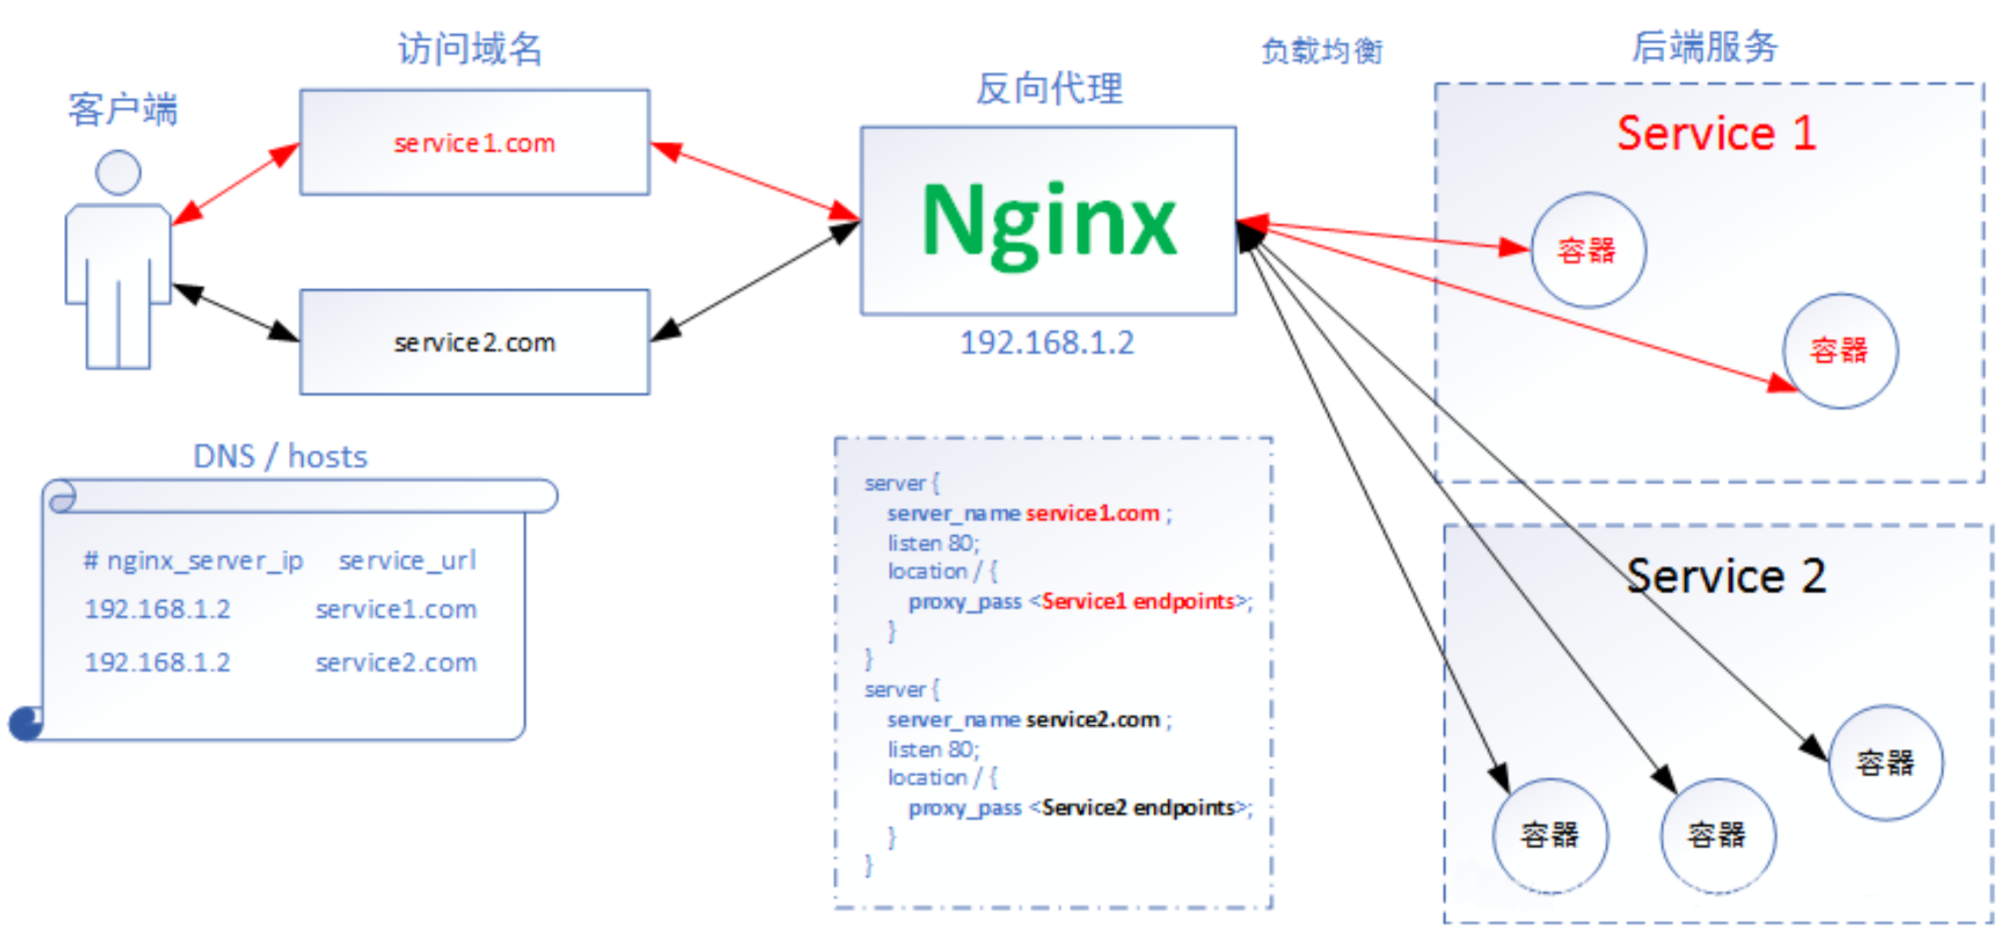 访问域名
负载均衡
后端服务
客户端
反向代理
service1.com
Service 1
Nginx
容器
service2.com
192.168.1.2
容器
DNS / hosts
# nginx_server_ip service_url
192.168.1.2 service1.com
192.168.1.2 service2.com
server {
server_name service1.com ;
listen 80;
location / {
proxy_pass <Service1 endpoints>;
}
}
server {
server_name service2.com ;
listen 80;
location / {
proxy_pass <Service2 endpoints>;
}
}
Service 2
容器
容器
容器